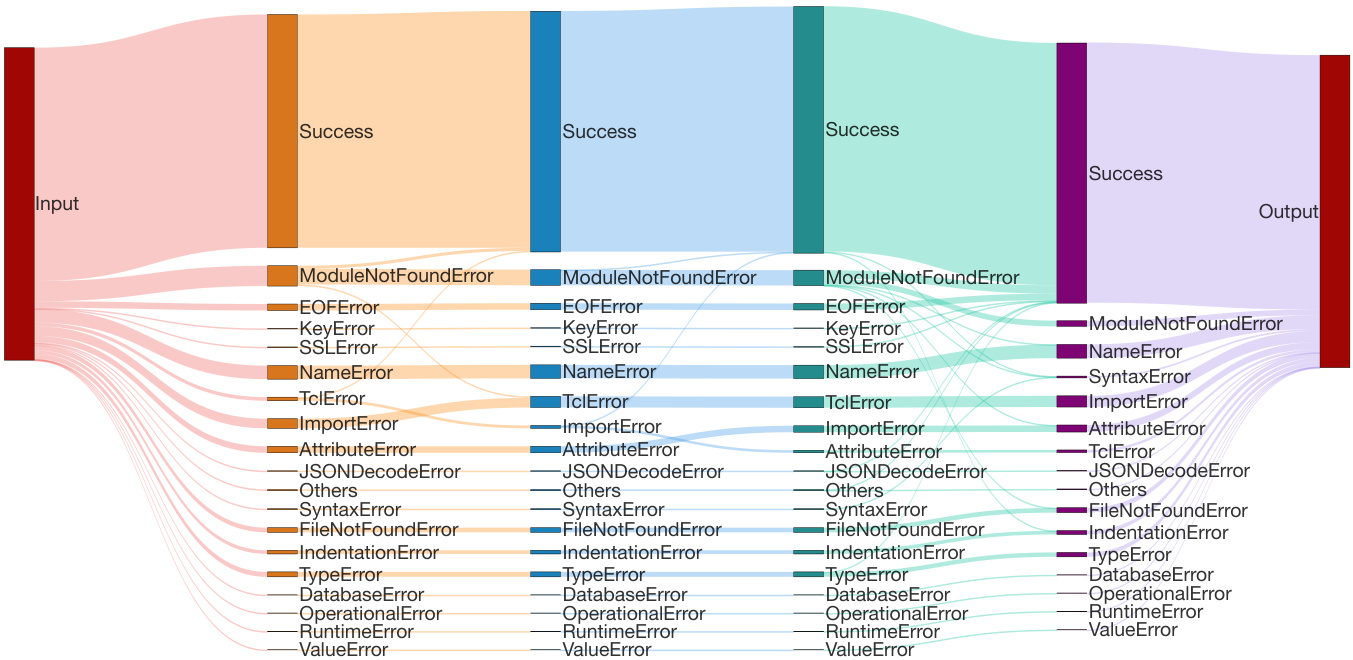 Input
Success
ModuleNotFoundError
EOFError
KeyError
SSLError
NameError
TclError
ImportError
AttributeError
JSONDecodeError
Others
SyntaxError
FileNotFoundError
IndentationError
TypeError
DatabaseError
OperationalError
RuntimeError
ValueError
Success
ModuleNotFoundError
EOFError
KeyError
SSLError
NameError
TclError
ImportError
AttributeError
JSONDecodeError
Others
SyntaxError
FileNotFoundError
IndentationError
TypeError
DatabaseError
OperationalError
RuntimeError
ValueError
Success
ModuleNotFoundError
EOFError
KeyError
SSLError
NameError
TclError
ImportError
AttributeError
JSONDecodeError
Others
SyntaxError
FileNotFoundError
IndentationError
TypeError
DatabaseError
OperationalError
RuntimeError
ValueError
Success
ModuleNotFoundError
NameError
SyntaxError
ImportError
AttributeError
TclError
JSONDecodeError
Others
FileNotFoundError
IndentationError
TypeError
DatabaseError
OperationalError
RuntimeError
ValueError
Output